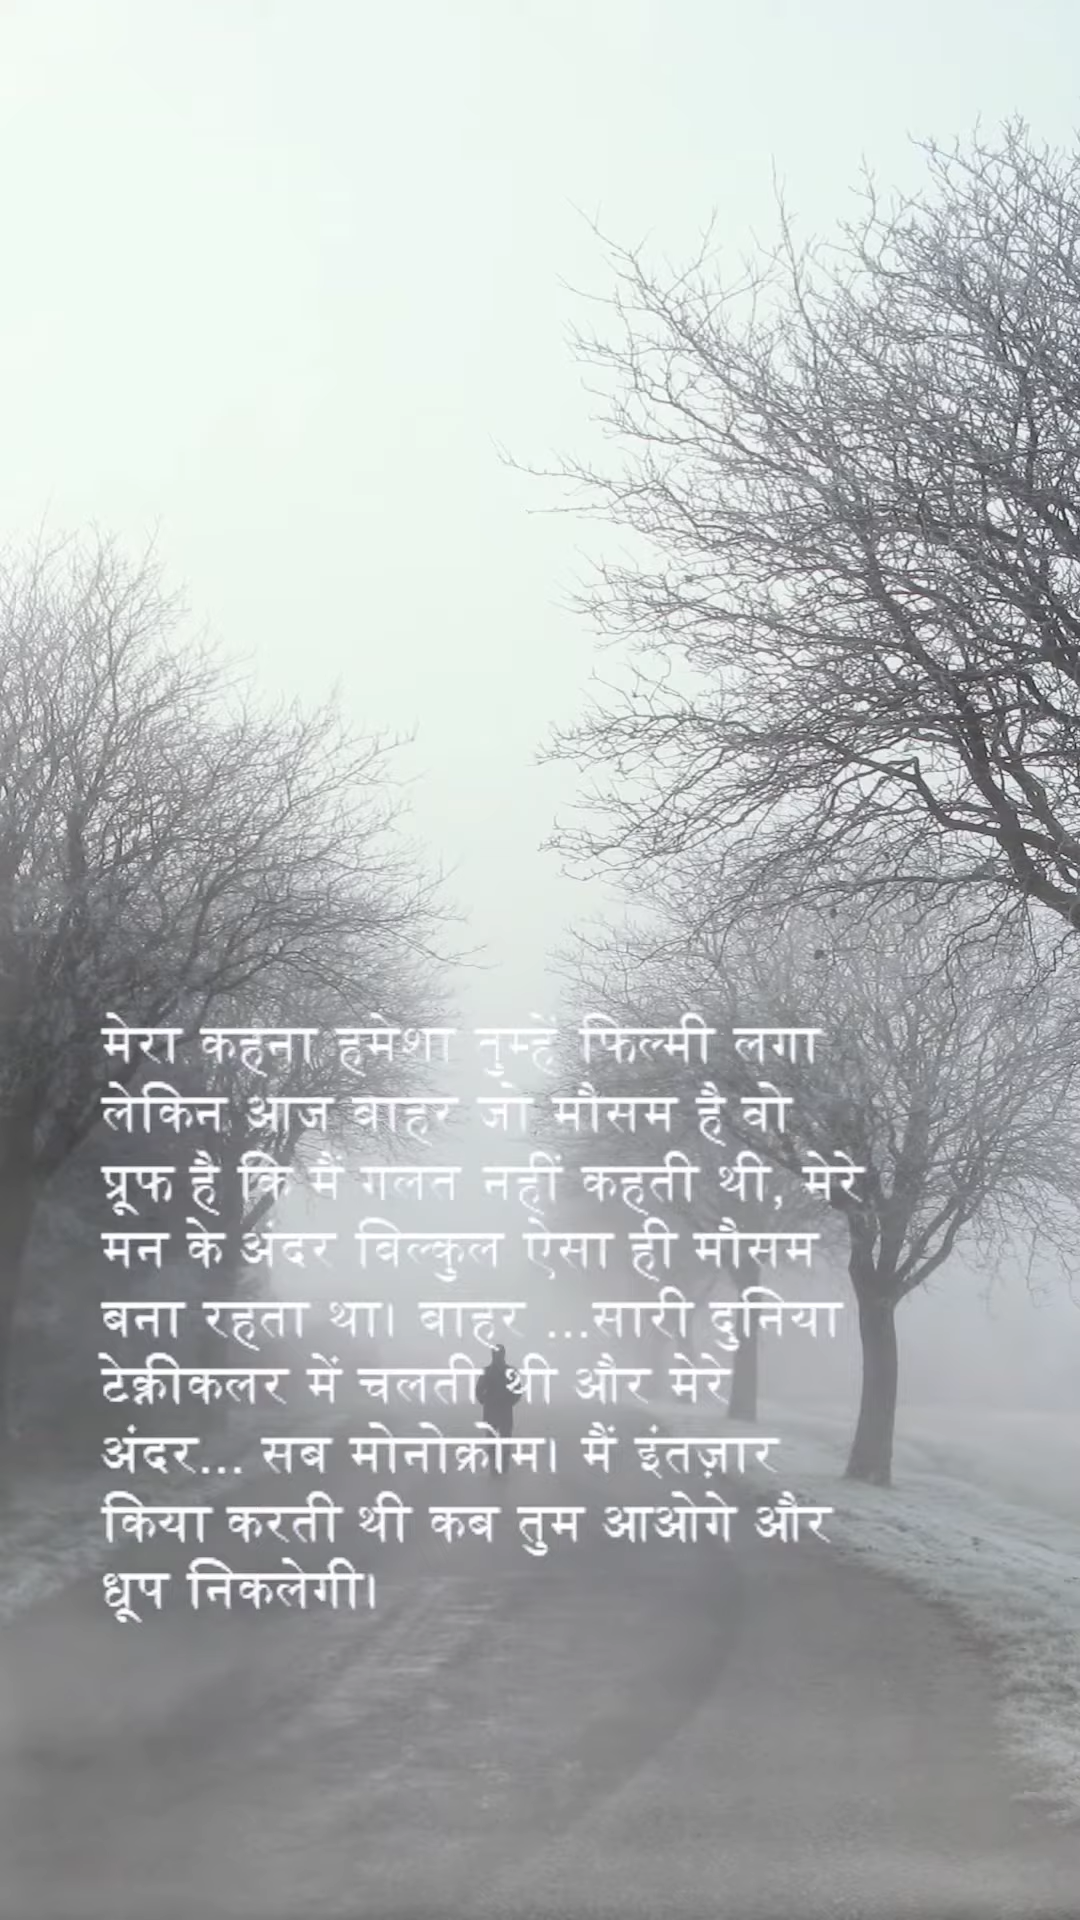 मेरा कहना हमेशा तुम्हें फिल्मी लगा
लेकिन आज बाहर जो मौसम है वो
प्रूफ है कि मैं गलत नहीं कहती थी, मेरे
मन के अंदर बिल्कुल ऐसा ही मौसम
बना रहता था। बाहर ...सारी दुनिया
टेक्नीकलर में चलती थी और मेरे
अंदर... सब मोनोक्रोम। मैं इंतज़ार
किया करती थी कब तुम आओगे और
धूप निकलेगी।